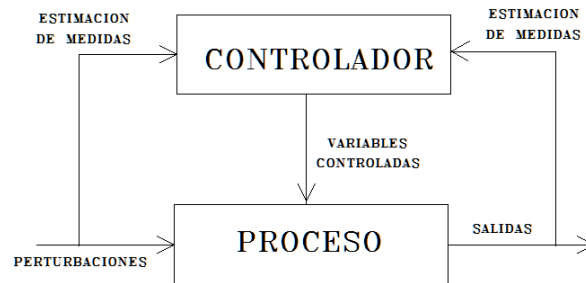 ESTIMACION
DE MEDIDAS
ESTIMACION
DE MEDIDAS
CONTROLADOR
VARIABLES
CONTROLADAS
PROCESO
SALIDAS
PERTURBACIONES